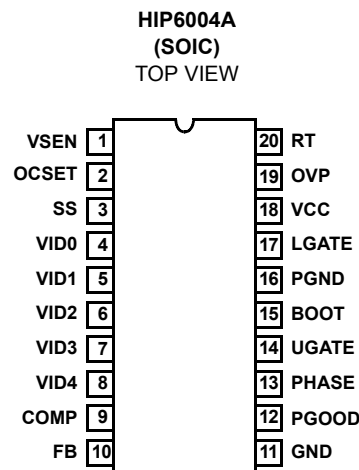 HIP6004A
(SOIC)
TOP VIEW
VSEN 1 20 RT
OCSET 2 19 OVP
SS 3 18 VCC
VID0 4 17 LGATE
VID1 5 16 PGND
VID2 6 15 BOOT
VID3 7 14 UGATE
VID4 8 13 PHASE
COMP 9 12 PGOOD
FB 10 11 GND